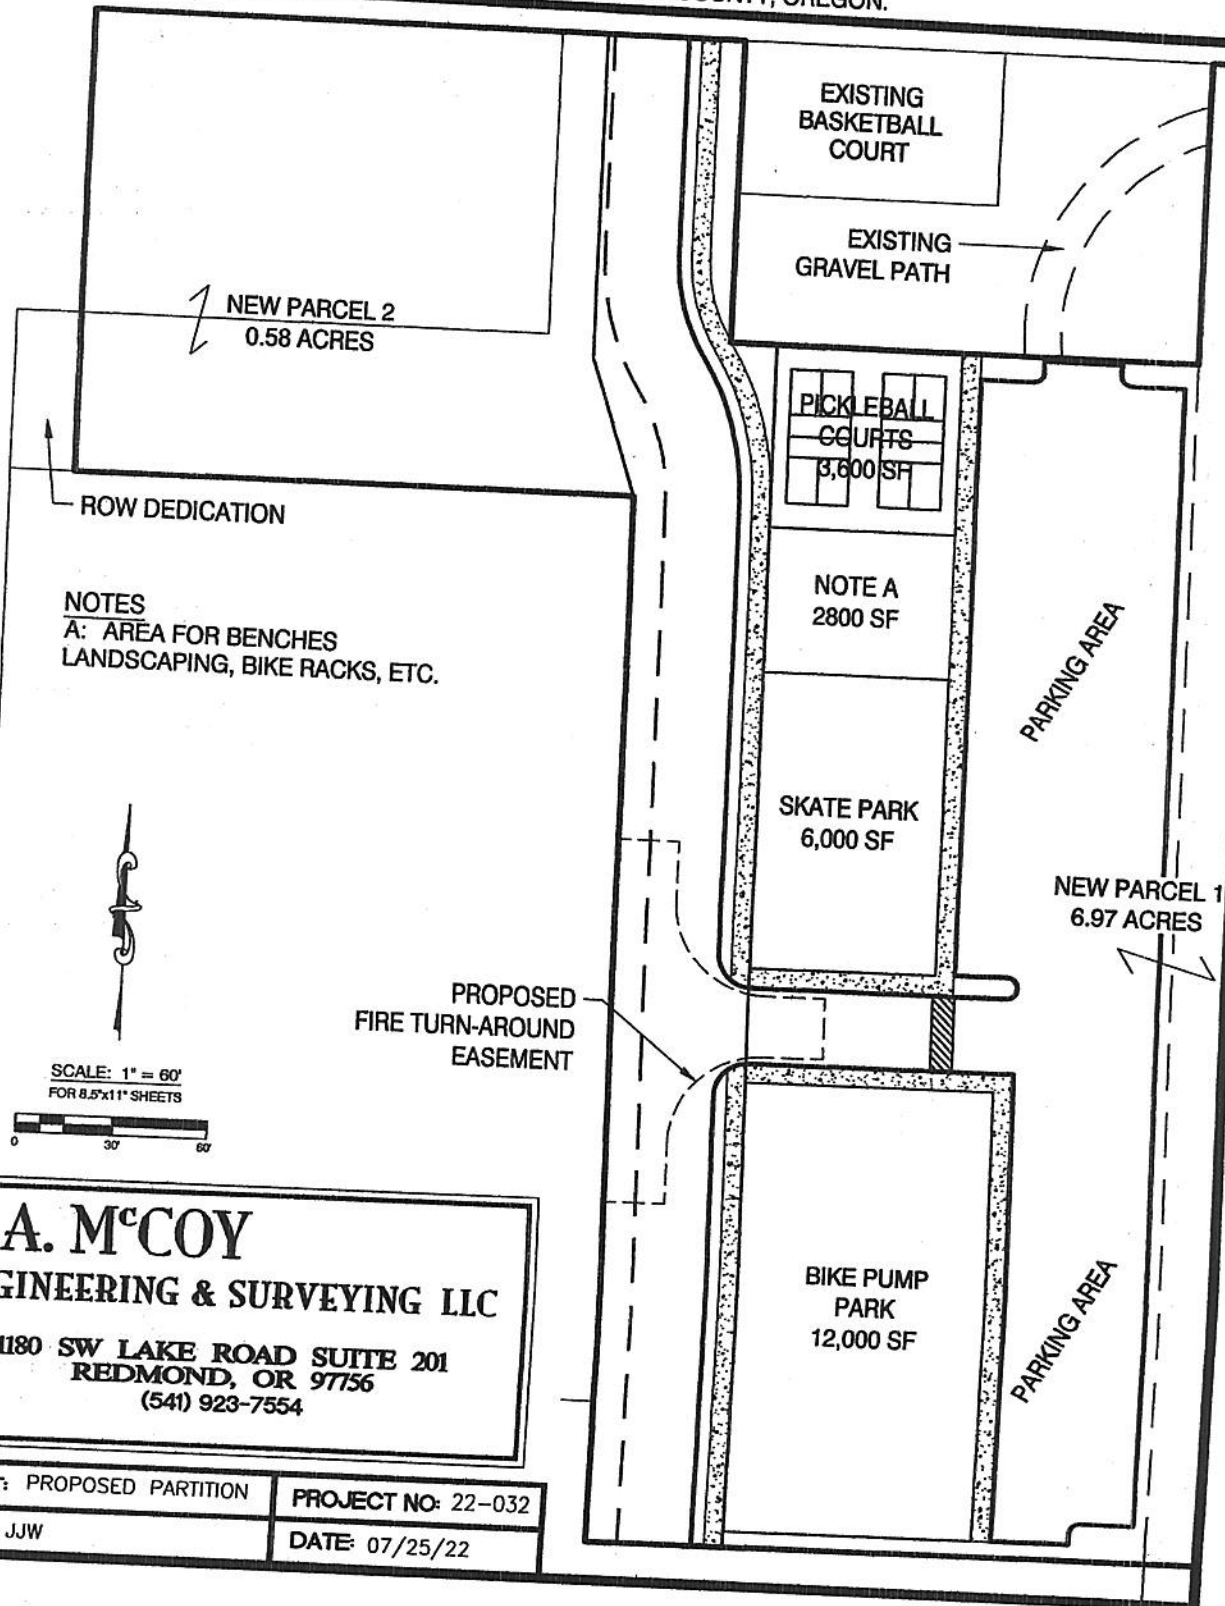 COUNTY, OREGON.
EXISTING
BASKETBALL
COURT
EXISTING
GRAVEL PATH
NEW PARCEL 2
0.58 ACRES
PICKLEBALL
COURTS
3,600 SF
ROW DEDICATION
NOTE A
2800 SF
NOTES
A: AREA FOR BENCHES
LANDSCAPING, BIKE RACKS, ETC.
PARKING AREA
SKATE PARK
6,000 SF
NEW PARCEL 1
6.97 ACRES
PROPOSED
FIRE TURN-AROUND
EASEMENT
SCALE: 1" = 60'
FOR 8.5"x11" SHEETS
0 30' 60'
A. McCOY
GINEERING & SURVEYING LLC
1180 SW LAKE ROAD SUITE 201
REDMOND, OR 97756
(541) 923-7554
BIKE PUMP
PARK
12,000 SF
PARKING AREA
: PROPOSED PARTITION
PROJECT NO: 22-032
JJW
DATE: 07/25/22